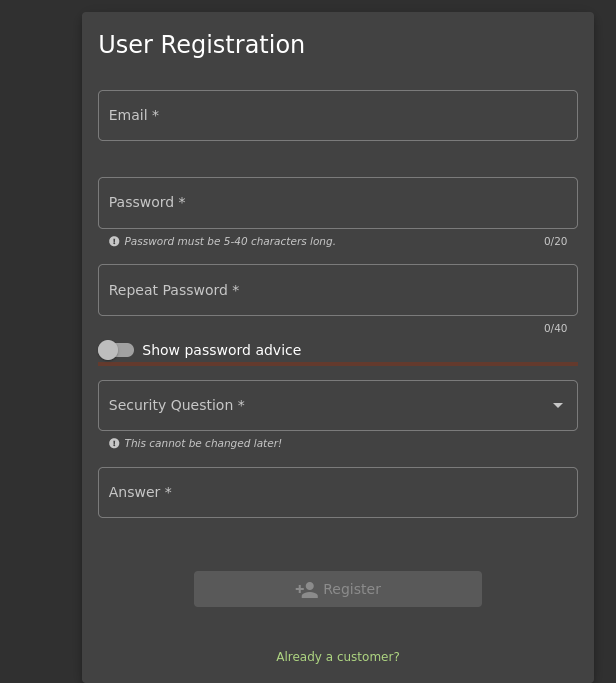 User Registration
Email *
Password *
Password must be 5-40 characters long. 0/20
Repeat Password *
0/40
Show password advice
Security Question *
This cannot be changed later!
Answer *
Register
Already a customer?